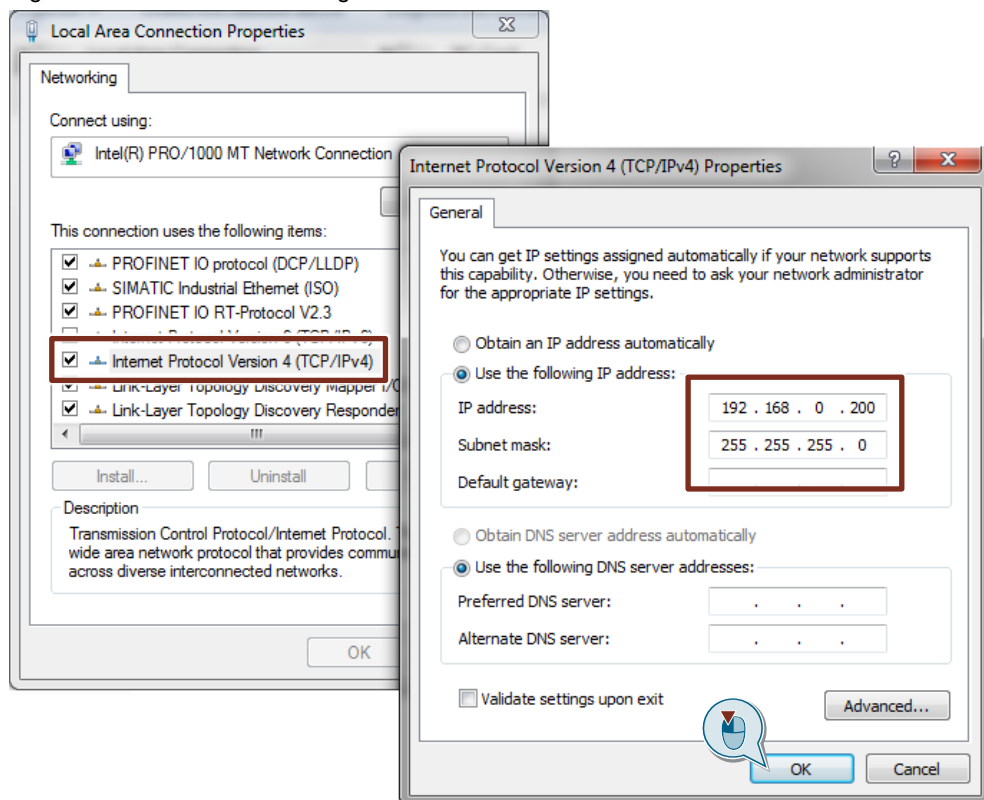 Local Area Connection Properties
Networking
Connect using:
Intel(R) PRO/1000 MT Network Connection
This connection uses the following items:
PROFINET IO protocol (DCP/LLDP)
SIMATIC Industrial Ethernet (ISO)
PROFINET IO RT-Protocol V2.3
Internet Protocol Version 4 (TCP/IPv4)
Link-Layer Topology Discovery Mapper I/O
Link-Layer Topology Discovery Responder
Install...
Uninstall
Description
Transmission Control Protocol/Internet Protocol.
wide area network protocol that provides
across diverse interconnected networks.
OK
Internet Protocol Version 4 (TCP/IPv4) Properties
General
You can get IP settings assigned automatically if your network supports
this capability. Otherwise, you need to ask your network administrator
for the appropriate IP settings.
Obtain an IP address automatically
Use the following IP address:
IP address: 192 . 168 . 0 . 200
Subnet mask: 255 . 255 . 255 . 0
Default gateway: . . .
Obtain DNS server address automatically
Use the following DNS server addresses:
Preferred DNS server: . . .
Alternate DNS server: . . .
Validate settings upon exit
Advanced...
OK
Cancel